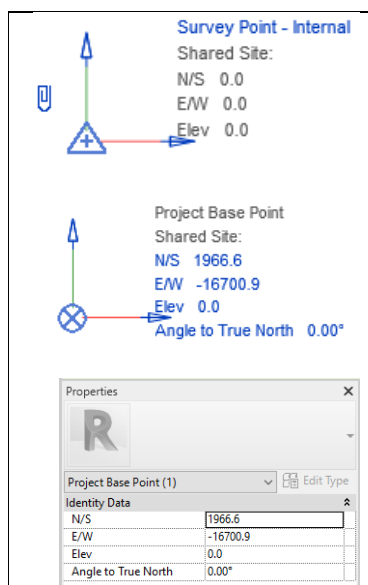 Survey Point - Internal
Shared Site:
N/S 0.0
E/W 0.0
Elev 0.0
Project Base Point
Shared Site:
N/S 1966.6
E/W -16700.9
Elev 0.0
Angle to True North 0.00°
Properties
R
Project Base Point (1)
Edit Type
Identity Data
N/S 1966.6
E/W -16700.9
Elev 0.0
Angle to True North 0.00°